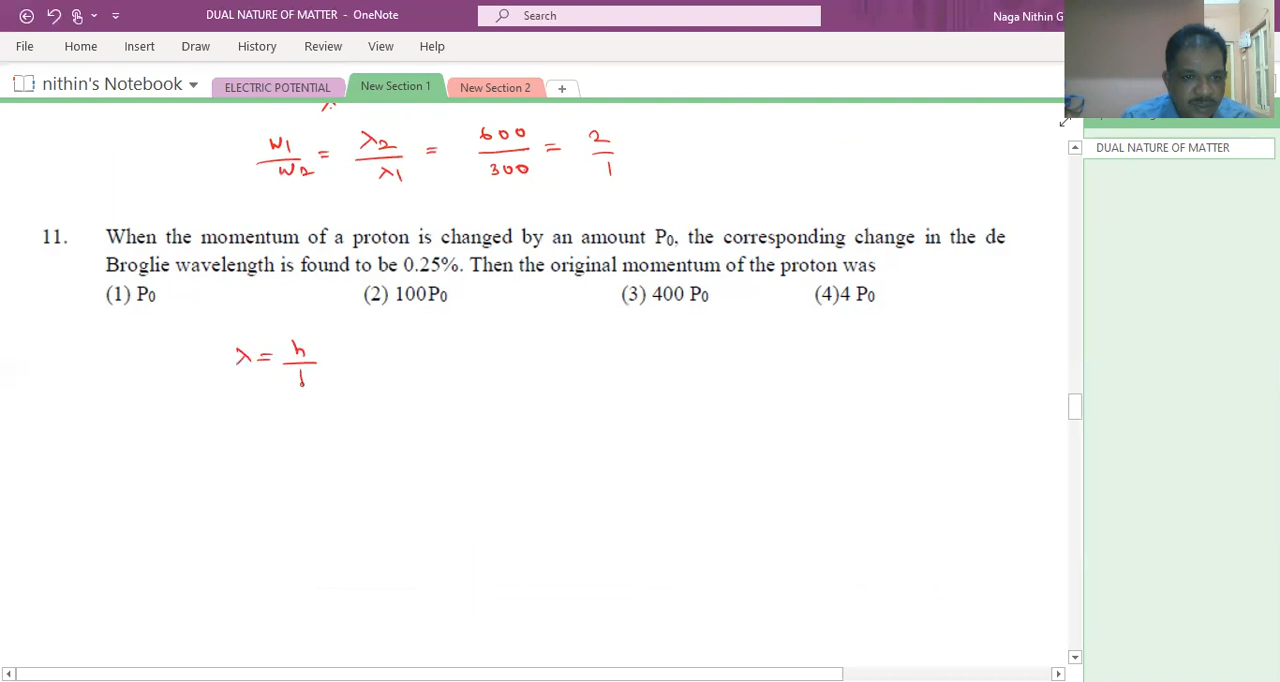 DUAL NATURE OF MATTER - OneNote
Search
Naga Nithin G
File Home Insert Draw History Review View Help
nithin's Notebook
ELECTRIC POTENTIAL
New Section 1
New Section 2
DUAL NATURE OF MATTER
W1/W2 = λ2/λ1 = 600/300 = 2/1
11. When the momentum of a proton is changed by an amount P0, the corresponding change in the de
Broglie wavelength is found to be 0.25%. Then the original momentum of the proton was
(1) P0 (2) 100P0 (3) 400 P0 (4)4 P0
λ = h/